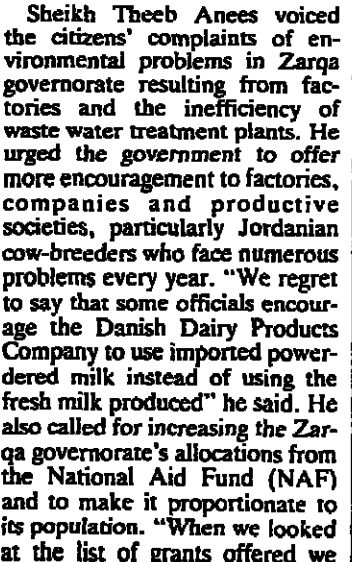 Sheikh Theeb Anees voiced
the citizens' complaints of en-
vironmental problems in Zarqa
governorate resulting from fac-
tories and the inefficiency of
waste water treatment plants. He
urged the government to offer
more encouragement to factories,
companies and productive
societies, particularly Jordanian
cow-breeders who face numerous
problems every year. "We regret
to say that some officials encour-
age the Danish Dairy Products
Company to use imported power-
dered milk instead of using the
fresh milk produced" he said. He
also called for increasing the Zar-
qa governorate's allocations from
the National Aid Fund (NAF)
and to make it proportionate to
its population. "When we looked
at the list of grants offered we